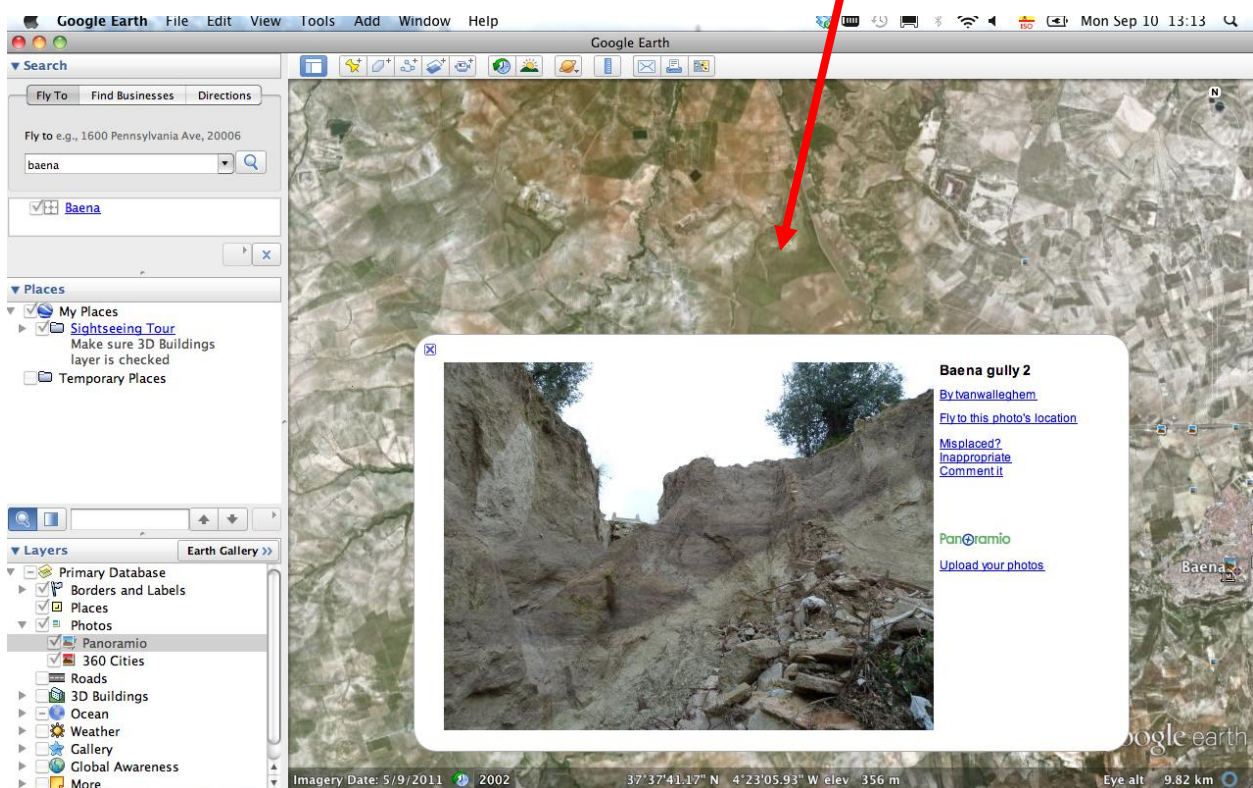 Google Earth File Edit View Tools Add Window Help
ISO Mon Sep 10 13:13
Google Earth
Search
Fly To Find Businesses Directions
Fly to e.g., 1600 Pennsylvania Ave, 20006
baena
Baena
Places
My Places
Sightseeing Tour
Make sure 3D Buildings
layer is checked
Temporary Places
Layers Earth Gallery >>
Primary Database
Borders and Labels
Places
Photos
Panoramio
360 Cities
Roads
3D Buildings
Ocean
Weather
Gallery
Global Awareness
More
N
Baena gully 2
By tvanwalleghem
Fly to this photo's location
Misplaced?
Inappropriate
Comment it
Panoramio
Upload your photos
Baena
Google earth
Imagery Date: 5/9/2011 2002 37°37'41.17" N 4°23'05.93" W elev 356 m Eye alt 9.82 km